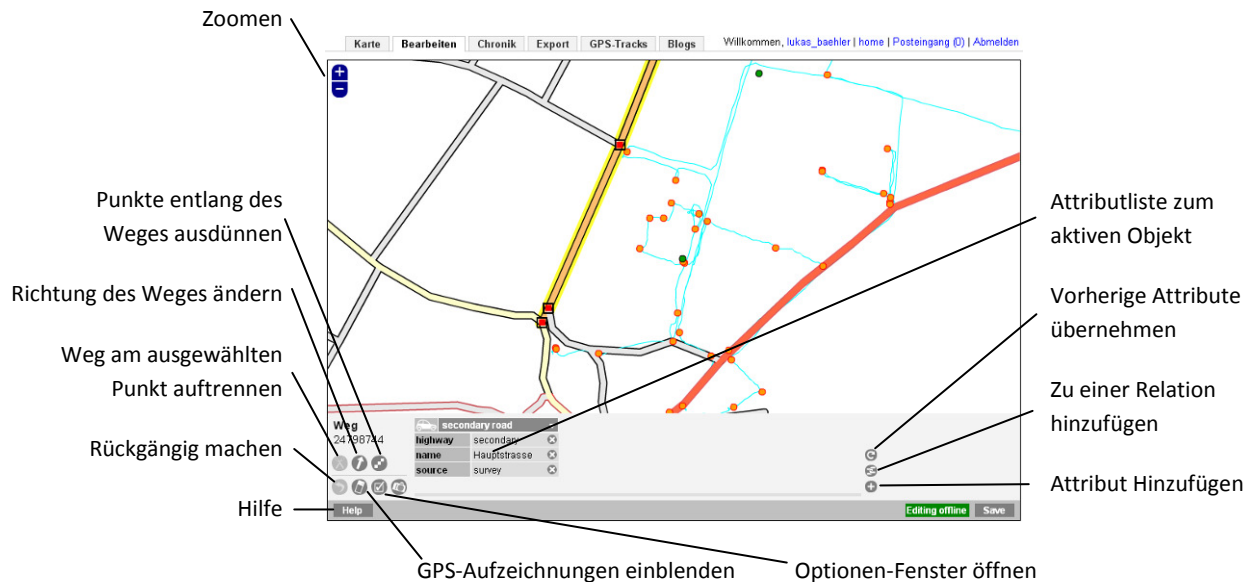 Zoomen
Karte Bearbeiten Chronik Export GPS-Tracks Blogs Willkommen, lukas_baehler | home | Posteingang (0) | Abmelden
Punkte entlang des
Weges ausdünnen
Richtung des Weges ändern
Weg am ausgewählten
Punkt auftrennen
Rückgängig machen
Hilfe
Attributliste zum
aktiven Objekt
Vorherige Attribute
übernehmen
Zu einer Relation
hinzufügen
Attribut Hinzufügen
Weg
24798744
secondary road
highway secondary
name Hauptstrasse
source survey
Help Editing offline Save
GPS-Aufzeichnungen einblenden Optionen-Fenster öffnen